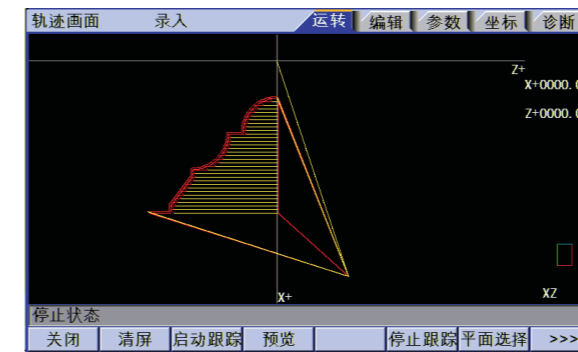 轨迹画面 录入 运转 编辑 参数 坐标 诊断
Z+
X+0000.
Z+0000.
X+
XZ
停止状态
关闭 清屏 启动跟踪 预览 停止跟踪 平面选择 >>>